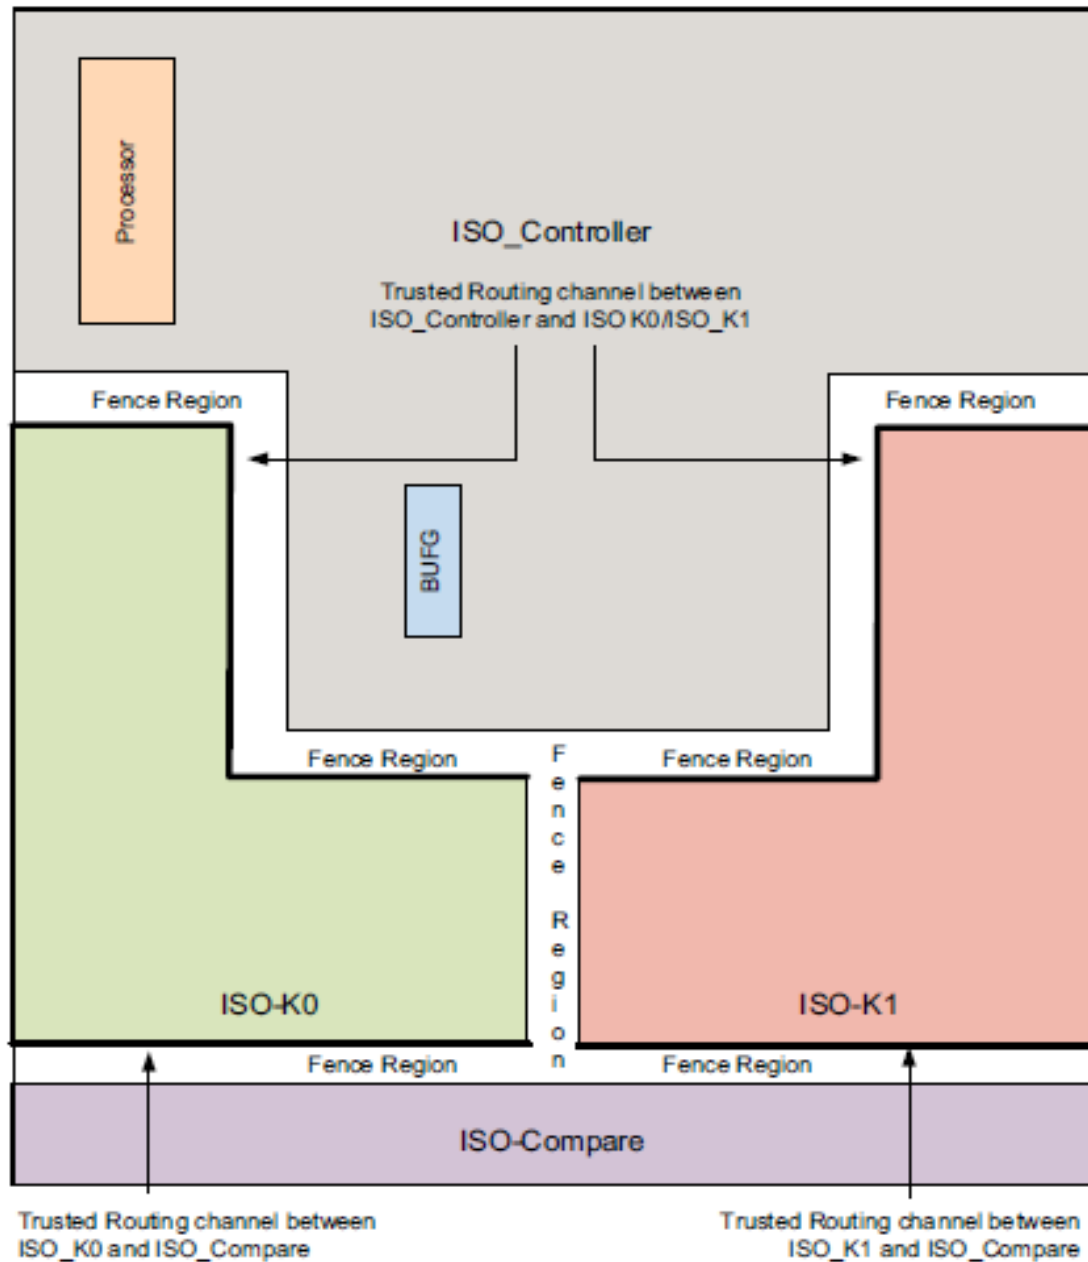 Processor
ISO_Controller
Trusted Routing channel between
ISO_Controller and ISO K0/ISO_K1
Fence Region
Fence Region
BUFG
Fence Region
Fence Region
Fence Region
ISO-K0
ISO-K1
Fence Region
Fence Region
ISO-Compare
Trusted Routing channel between
ISO_K0 and ISO_Compare
Trusted Routing channel between
ISO_K1 and ISO_Compare